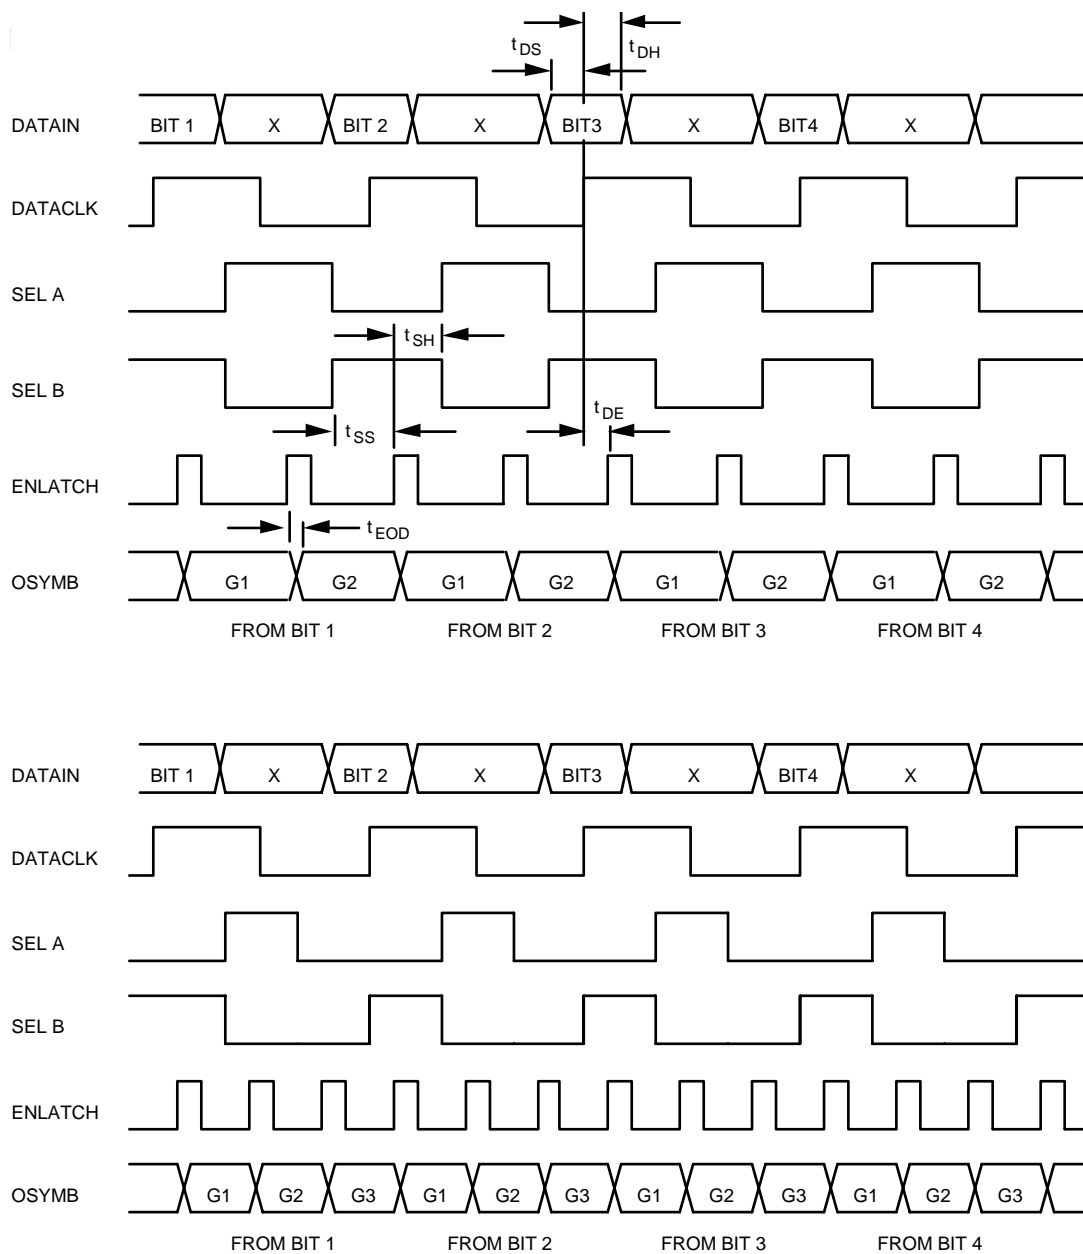 t DS
t DH
DATAIN BIT 1 X BIT 2 X BIT3 X BIT4 X
DATACLK
SEL A
t SH
SEL B
t DE
t SS
ENLATCH
t EOD
OSYMB G1 G2 G1 G2 G1 G2 G1 G2
FROM BIT 1 FROM BIT 2 FROM BIT 3 FROM BIT 4
DATAIN BIT 1 X BIT 2 X BIT3 X BIT4 X
DATACLK
SEL A
SEL B
ENLATCH
OSYMB G1 G2 G3 G1 G2 G3 G1 G2 G3 G1 G2 G3
FROM BIT 1 FROM BIT 2 FROM BIT 3 FROM BIT 4